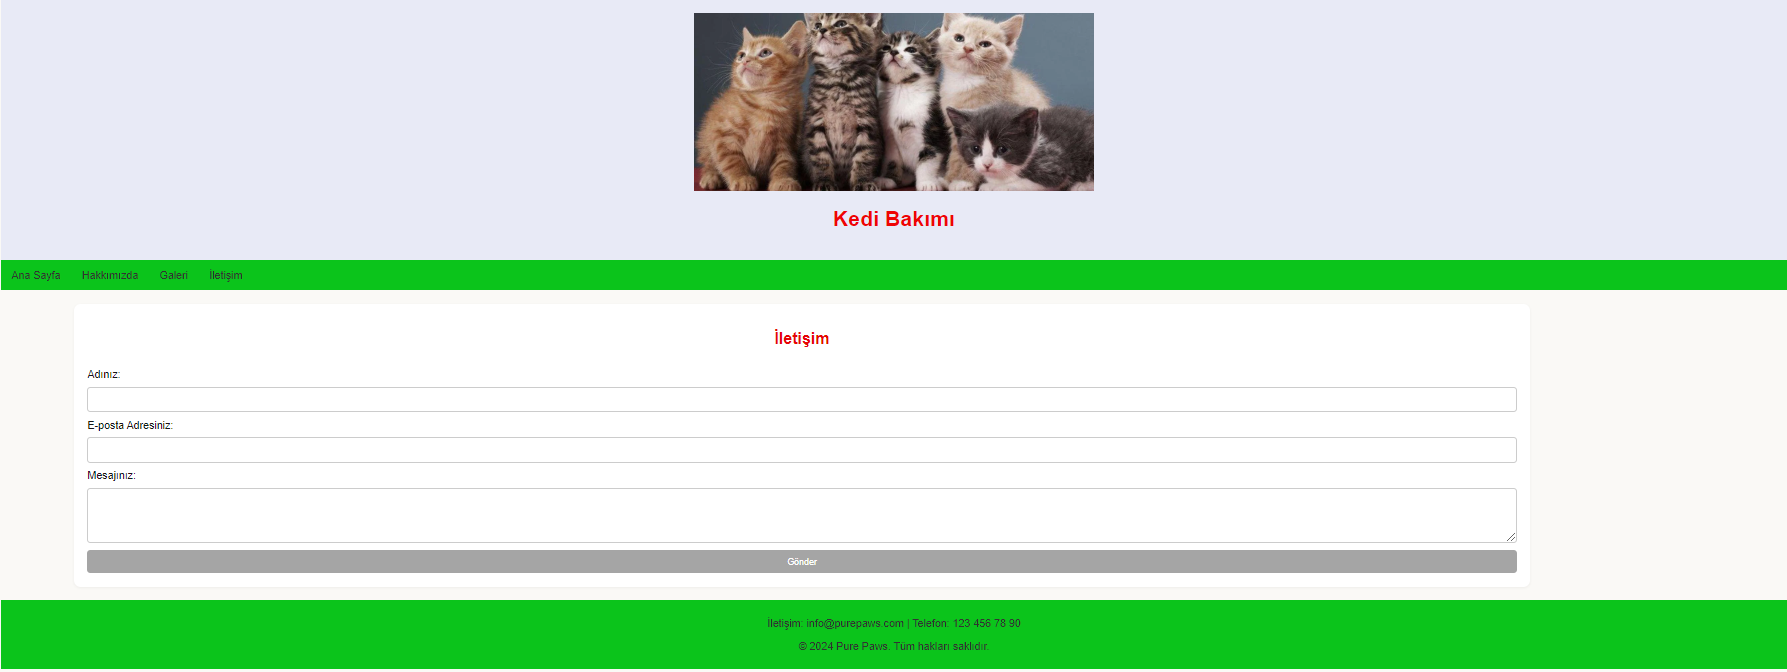 Kedi Bakımı
Ana Sayfa Hakkımızda Galeri İletişim
İletişim
Adınız:
E-posta Adresiniz:
Mesajınız:
Gönder
İletişim: info@purepaws.com | Telefon: 123 456 78 90
© 2024 Pure Paws. Tüm hakları saklıdır.